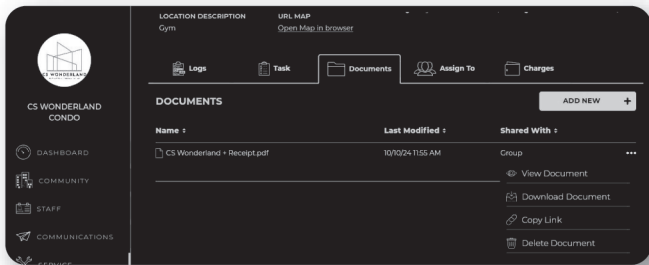 LOCATION DESCRIPTION
Gym
URL MAP
Open Map in browser
CS WONDERLAND
CS WONDERLAND
CONDO
DASHBOARD
COMMUNITY
STAFF
COMMUNICATIONS
SERVICE
Logs
Task
Documents
Assign To
Charges
DOCUMENTS
ADD NEW +
Name
Last Modified
Shared With
CS Wonderland + Receipt.pdf
10/10/24 11:55 AM
Group
View Document
Download Document
Copy Link
Delete Document